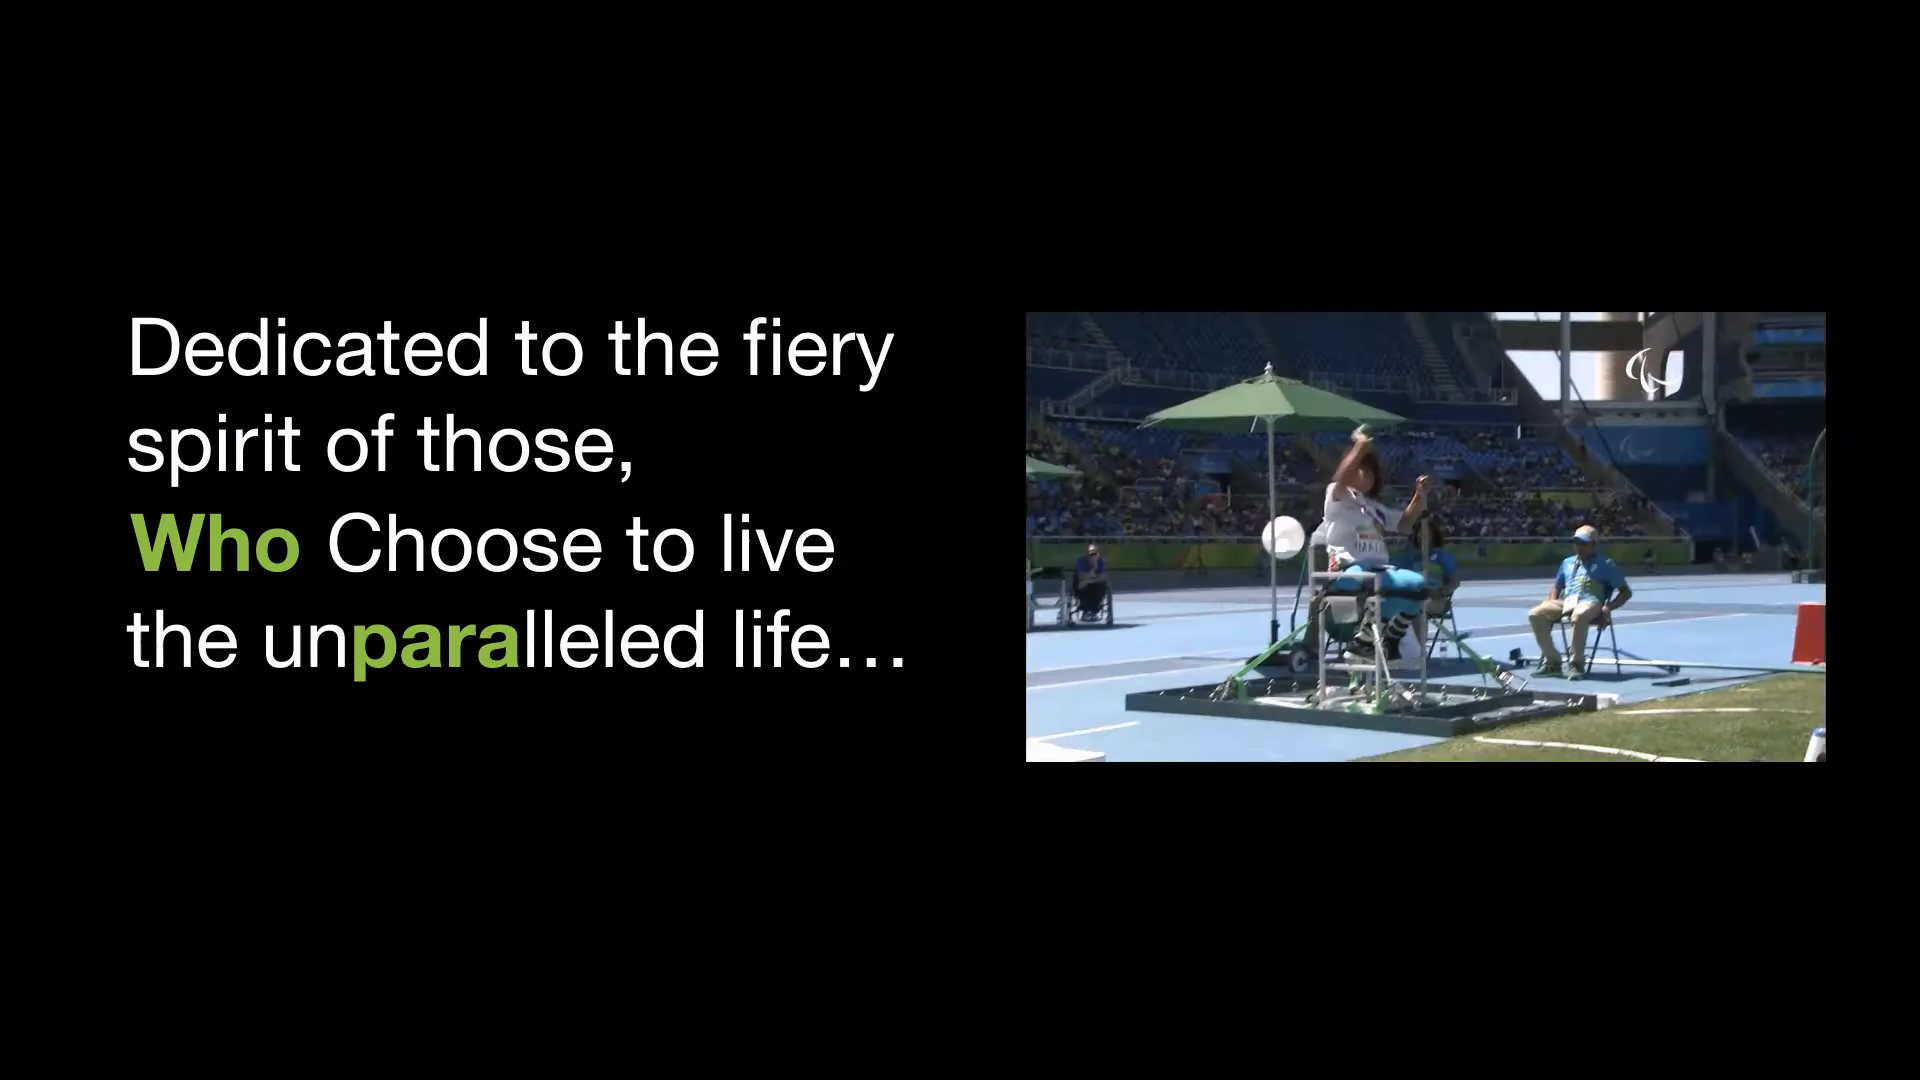 Dedicated to the fiery
spirit of those,
Who Choose to live
the unparalleled life…